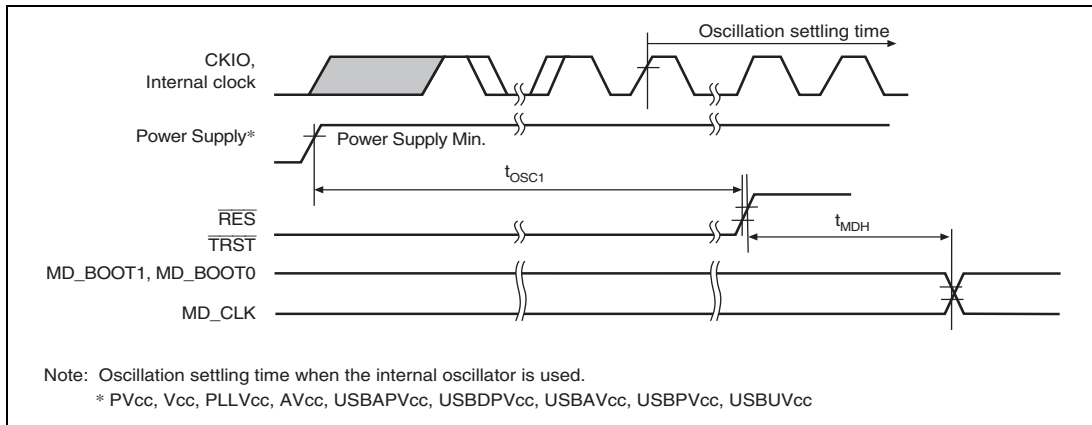 Oscillation settling time
CKIO,
Internal clock
Power Supply*
Power Supply Min.
tOSC1
RES
TRST
tMDH
MD_BOOT1, MD_BOOT0
MD_CLK
Note: Oscillation settling time when the internal oscillator is used.
* PVcc, Vcc, PLLVcc, AVcc, USBAPVcc, USBDPVcc, USBAVcc, USBPVcc, USBUVcc